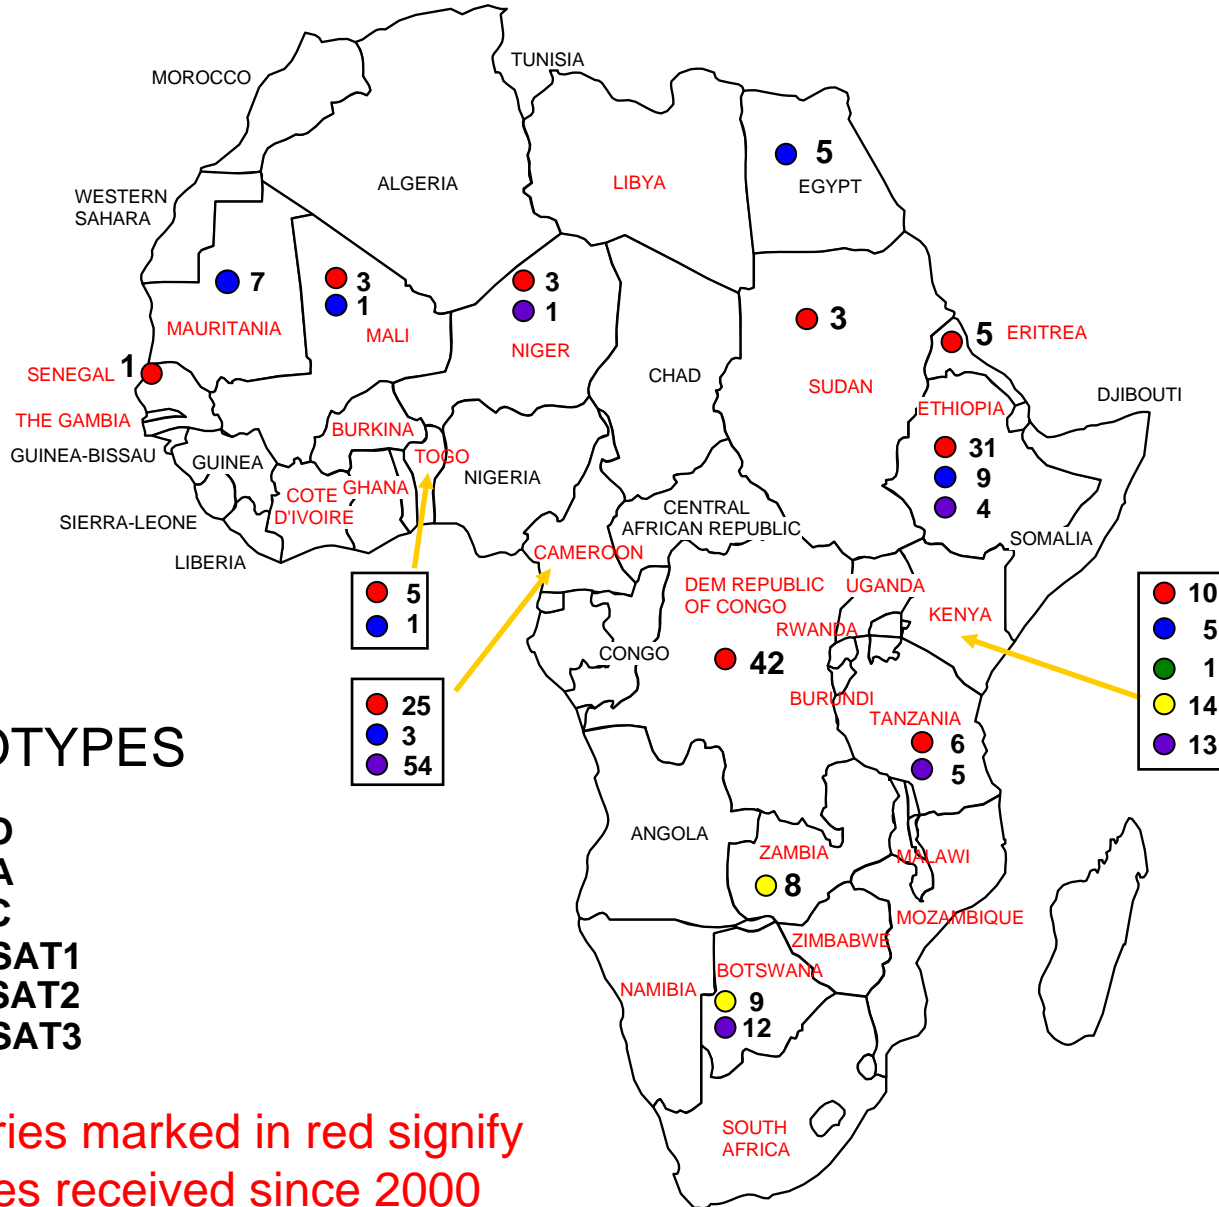 TUNISIA
MOROCCO
5
ALGERIA
LIBYA
EGYPT
WESTERN
SAHARA
7
3
1
3
1
3
MAURITANIA
MALI
NIGER
5
ERITREA
SENEGAL
1
CHAD
SUDAN
DJIBOUTI
THE GAMBIA
ETHIOPIA
BURKINA
31
9
4
GUINEA-BISSAU
GUINEA
TOGO
NIGERIA
COTE
D'IVOIRE
GHANA
CENTRAL
AFRICAN REPUBLIC
SIERRA-LEONE
SOMALIA
LIBERIA
CAMEROON
DEM REPUBLIC
OF CONGO
UGANDA
KENYA
5
1
RWANDA
10
5
1
14
13
CONGO
42
BURUNDI
25
3
54
TANZANIA
6
5
OTYPES
ANGOLA
O
A
C
SAT1
SAT2
SAT3
ZAMBIA
8
MALAWI
MOZAMBIQUE
ZIMBABWE
BOTSWANA
NAMIBIA
9
12
SOUTH
AFRICA
ries marked in red signify
es received since 2000